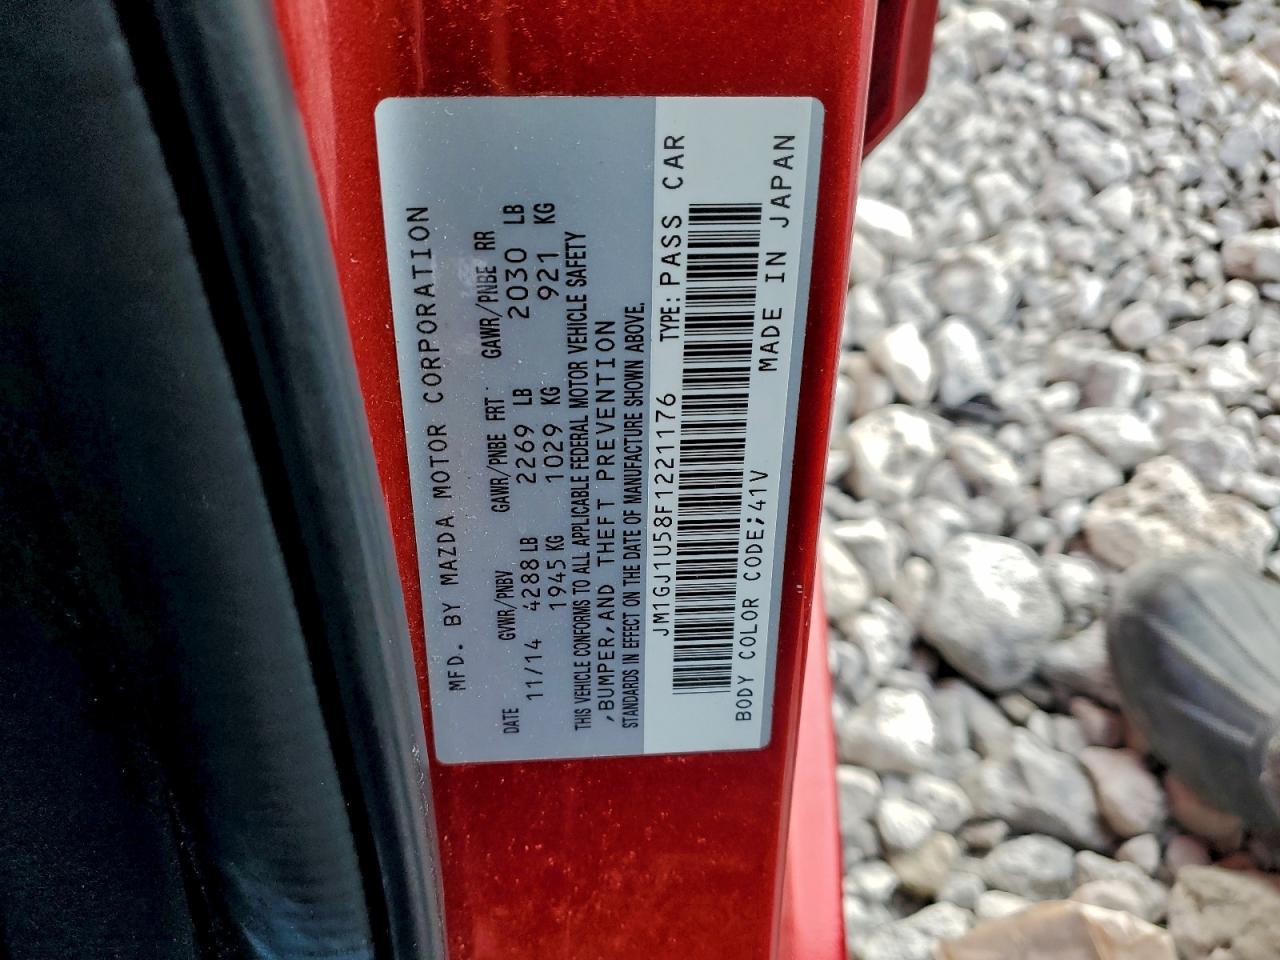 MFD. BY MAZDA MOTOR CORPORATION
DATE GVWR/PNBV GAWR/PNBE FRT GAWR/PNBE RR
11/14 4288 LB 2269 LB 2030 LB
1945 KG 1029 KG 921 KG
THIS VEHICLE CONFORMS TO ALL APPLICABLE FEDERAL MOTOR VEHICLE SAFETY
,BUMPER,AND THEFT PREVENTION
STANDARDS IN EFFECT ON THE DATE OF MANUFACTURE SHOWN ABOVE.
JM1GJ1U58F1221176 TYPE: PASS CAR
BODY COLOR CODE;41V MADE IN JAPAN